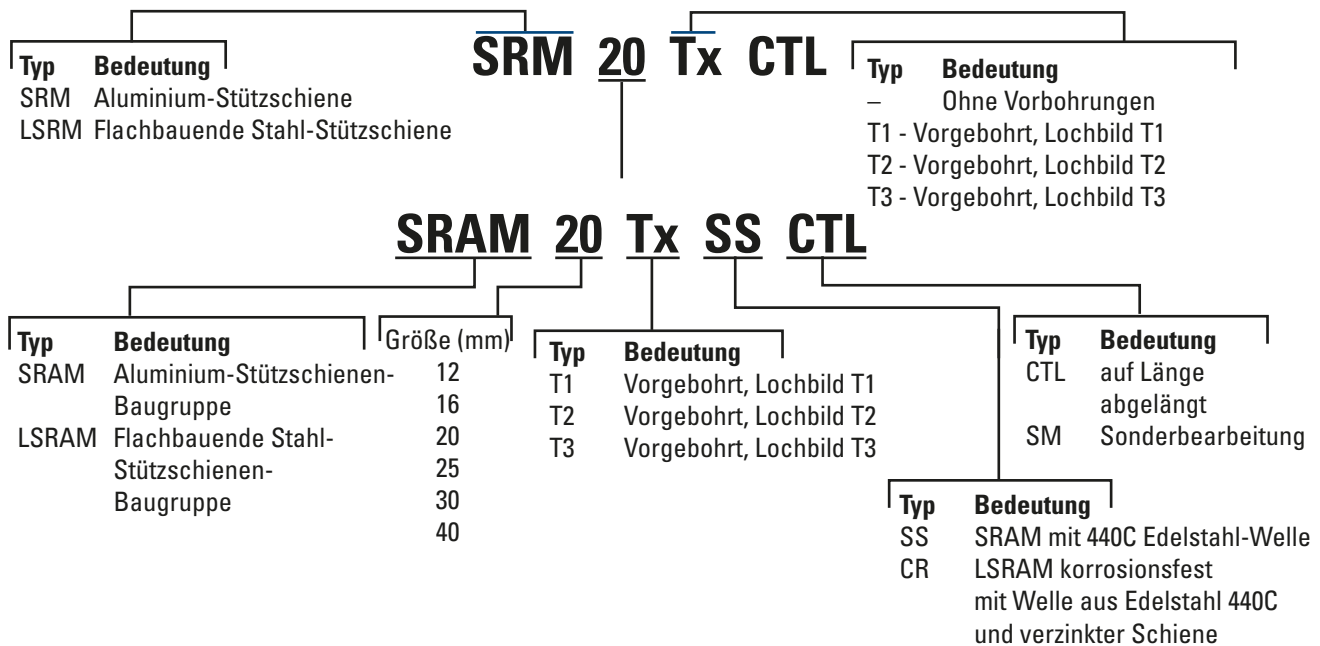 SRM 20 Tx CTL
Typ Bedeutung
SRM Aluminium-Stützschiene
LSRM Flachbauende Stahl-Stützschiene
Typ Bedeutung
– Ohne Vorbohrungen
T1 - Vorgebohrt, Lochbild T1
T2 - Vorgebohrt, Lochbild T2
T3 - Vorgebohrt, Lochbild T3
SRAM 20 Tx SS CTL
Typ Bedeutung
SRAM Aluminium-Stützschienen-
Baugruppe
LSRAM Flachbauende Stahl-
Stützschienen-
Baugruppe
Größe (mm)
12
16
20
25
30
40
Typ Bedeutung
T1 Vorgebohrt, Lochbild T1
T2 Vorgebohrt, Lochbild T2
T3 Vorgebohrt, Lochbild T3
Typ Bedeutung
CTL auf Länge
abgelängt
SM Sonderbearbeitung
Typ Bedeutung
SS SRAM mit 440C Edelstahl-Welle
CR LSRAM korrosionsfest
mit Welle aus Edelstahl 440C
und verzinkter Schiene